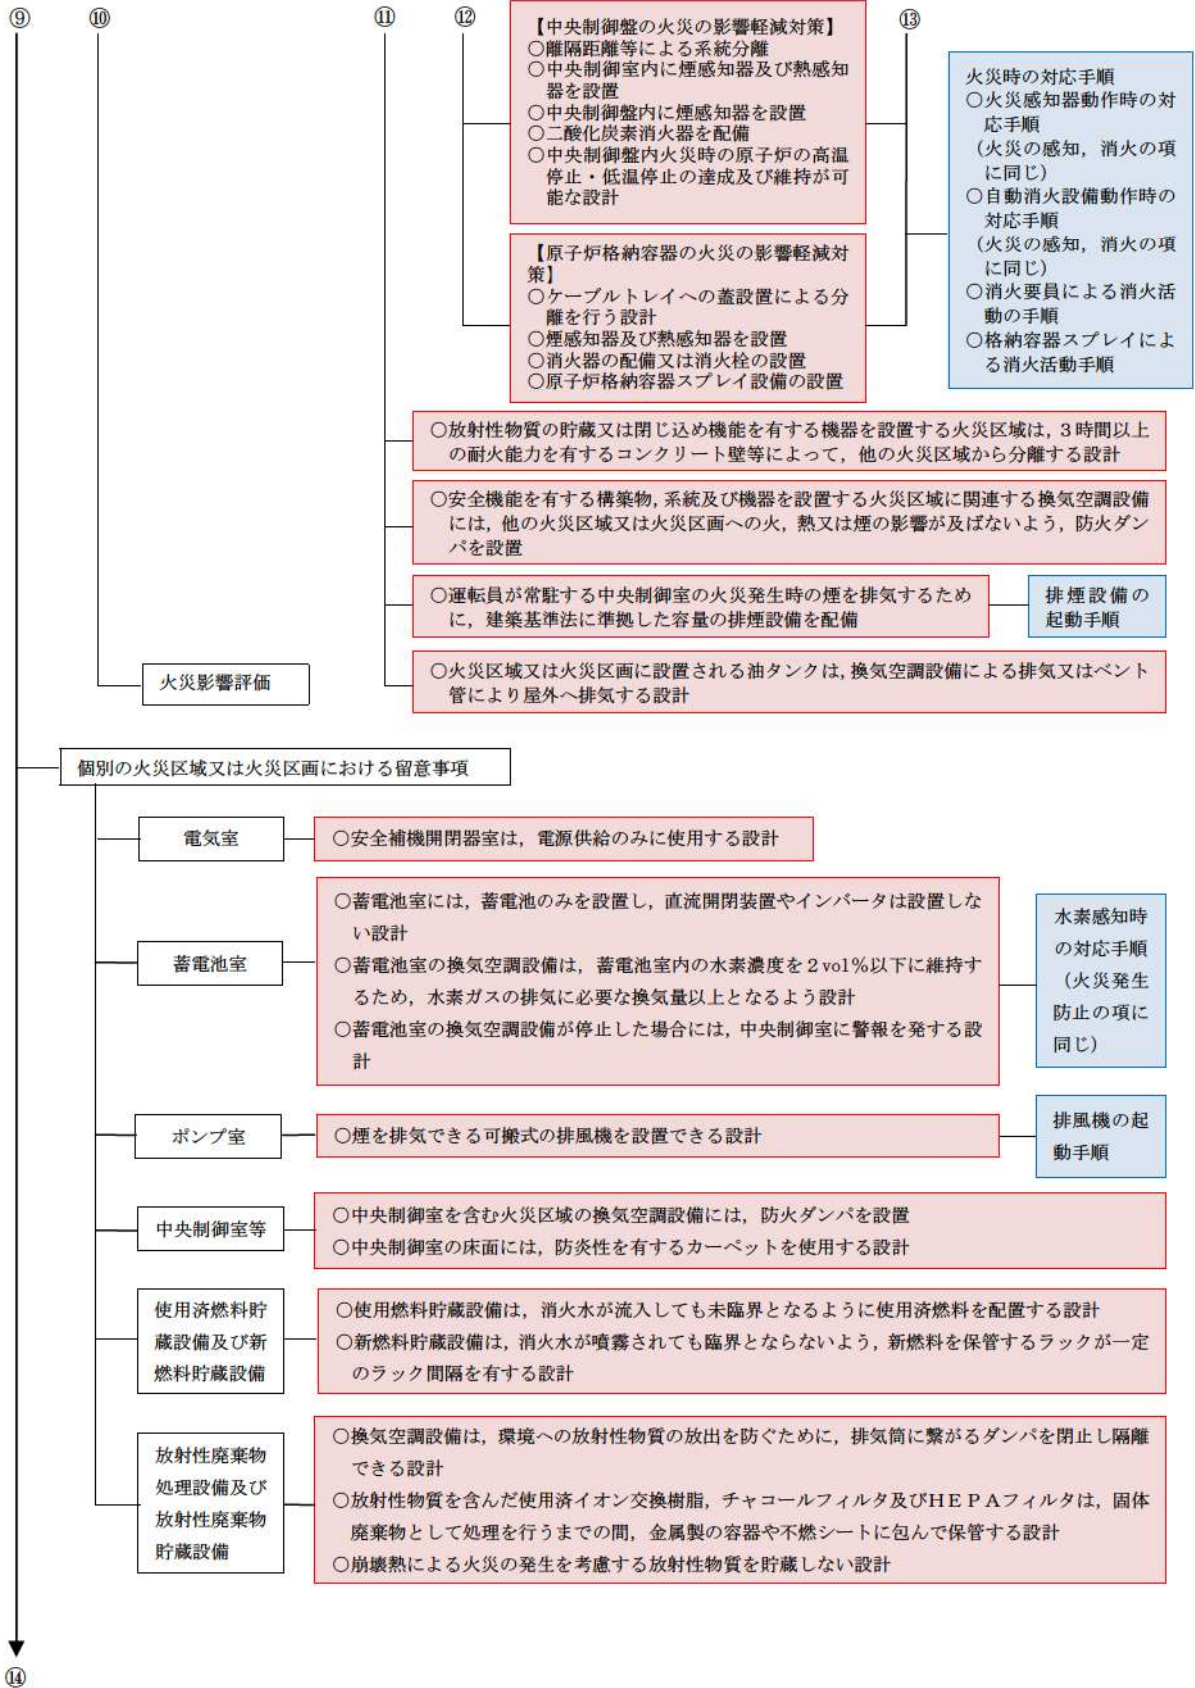 ⑨
⑩
⑪
⑫
⑬
【中央制御盤の火災の影響軽減対策】
○離隔距離等による系統分離
○中央制御室内に煙感知器及び熱感知
器を設置
○中央制御盤内に煙感知器を設置
○二酸化炭素消火器を配備
○中央制御盤内火災時の原子炉の高温
停止・低温停止の達成及び維持が可
能な設計
【原子炉格納容器の火災の影響軽減対
策】
○ケーブルトレイへの蓋設置による分
離を行う設計
○煙感知器及び熱感知器を設置
○消火器の配備又は消火栓の設置
○原子炉格納容器スプレイ設備の設置
火災時の対応手順
○火災感知器動作時の対
応手順
（火災の感知，消火の項
に同じ）
○自動消火設備動作時の
対応手順
（火災の感知，消火の項
に同じ）
○消火要員による消火活
動の手順
○格納容器スプレイによ
る消火活動手順
○放射性物質の貯蔵又は閉じ込め機能を有する機器を設置する火災区域は，３時間以上
の耐火能力を有するコンクリート壁等によって，他の火災区域から分離する設計
○安全機能を有する構築物，系統及び機器を設置する火災区域に関連する換気空調設備
には，他の火災区域又は火災区画への火，熱又は煙の影響が及ばないよう，防火ダン
パを設置
○運転員が常駐する中央制御室の火災発生時の煙を排気するため
に，建築基準法に準拠した容量の排煙設備を配備
排煙設備の
起動手順
火災影響評価
○火災区域又は火災区画に設置される油タンクは，換気空調設備による排気又はベント
管により屋外へ排気する設計
個別の火災区域又は火災区画における留意事項
電気室
○安全補機開閉器室は，電源供給のみに使用する設計
蓄電池室
○蓄電池室には，蓄電池のみを設置し，直流開閉装置やインバータは設置しな
い設計
○蓄電池室の換気空調設備は，蓄電池室内の水素濃度を２vol％以下に維持す
るため，水素ガスの排気に必要な換気量以上となるよう設計
○蓄電池室の換気空調設備が停止した場合には，中央制御室に警報を発する設
計
水素感知時
の対応手順
（火災発生
防止の項に
同じ）
ポンプ室
○煙を排気できる可搬式の排風機を設置できる設計
排風機の起
動手順
中央制御室等
○中央制御室を含む火災区域の換気空調設備には，防火ダンパを設置
○中央制御室の床面には，防炎性を有するカーペットを使用する設計
使用済燃料貯
蔵設備及び新
燃料貯蔵設備
○使用燃料貯蔵設備は，消火水が流入しても未臨界となるように使用済燃料を配置する設計
○新燃料貯蔵設備は，消火水が噴霧されても臨界とならないよう，新燃料を保管するラックが一定
のラック間隔を有する設計
放射性廃棄物
処理設備及び
放射性廃棄物
貯蔵設備
○換気空調設備は，環境への放射性物質の放出を防ぐために，排気筒に繋がるダンパを閉止し隔離
できる設計
○放射性物質を含んだ使用済イオン交換樹脂，チャコールフィルタ及びＨＥＰＡフィルタは，固体
廃棄物として処理を行うまでの間，金属製の容器や不燃シートに包んで保管する設計
○崩壊熱による火災の発生を考慮する放射性物質を貯蔵しない設計
⑭